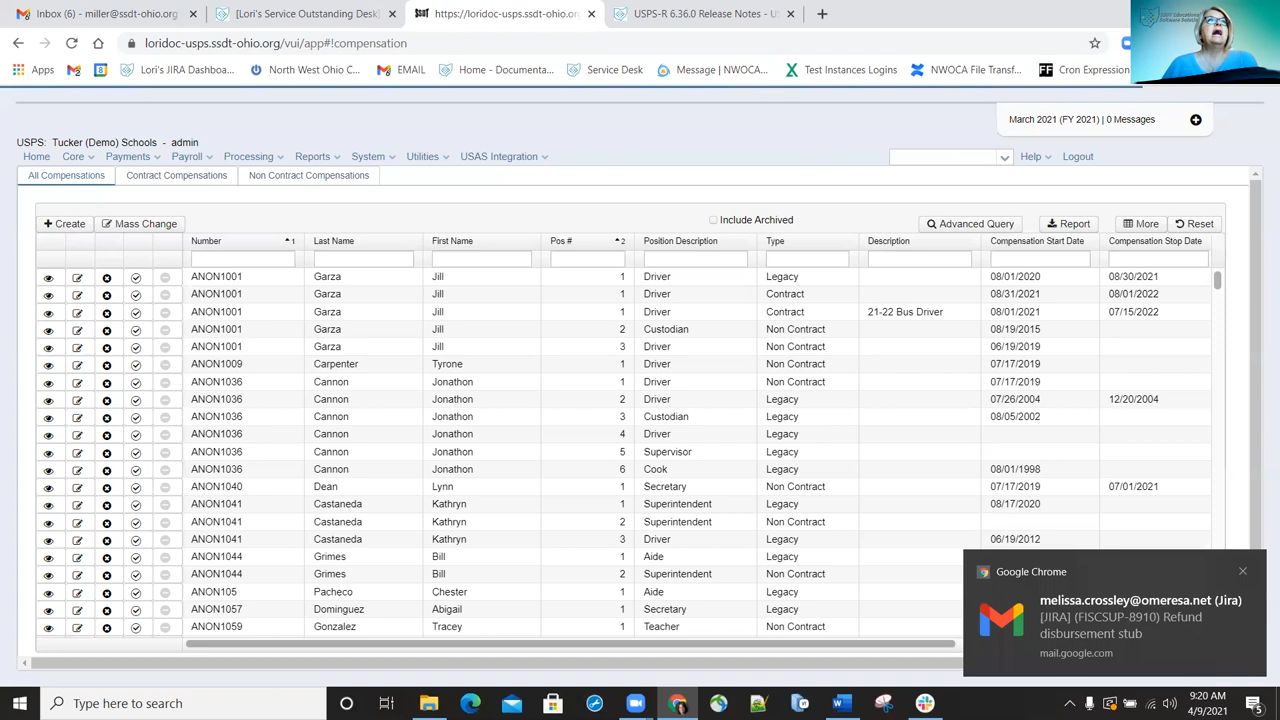 Inbox (6) - miller@ssdt-ohio.org
[Lori's Service Outstanding Desk]
https://loridoc-usps.ssdt-ohio.org/
USPS-R 6.36.0 Release Notes - US
loridoc-usps.ssdt-ohio.org/vui/app#!compensation
Apps
Lori's JIRA Dashboa...
North West Ohio C...
EMAIL
Home - Documenta...
Service Desk
Message | NWOCA...
Test Instances Logins
NWOCA File Transf...
Cron Expression
March 2021 (FY 2021) | 0 Messages
USPS: Tucker (Demo) Schools - admin
Home Core Payments Payroll Processing Reports System Utilities USAS Integration Help Logout
All Compensations Contract Compensations Non Contract Compensations
Create Mass Change Include Archived Advanced Query Report More Reset
Number 1 Last Name First Name Pos # 2 Position Description Type Description Compensation Start Date Compensation Stop Date
ANON1001 Garza Jill 1 Driver Legacy 08/01/2020 08/30/2021
ANON1001 Garza Jill 1 Driver Contract 08/31/2021 08/01/2022
ANON1001 Garza Jill 1 Driver Contract 21-22 Bus Driver 08/01/2021 07/15/2022
ANON1001 Garza Jill 2 Custodian Non Contract 08/19/2015
ANON1001 Garza Jill 3 Driver Non Contract 06/19/2019
ANON1009 Carpenter Tyrone 1 Driver Non Contract 07/17/2019
ANON1036 Cannon Jonathon 1 Driver Non Contract 07/17/2019
ANON1036 Cannon Jonathon 2 Driver Legacy 07/26/2004 12/20/2004
ANON1036 Cannon Jonathon 3 Custodian Legacy 08/05/2002
ANON1036 Cannon Jonathon 4 Driver Legacy
ANON1036 Cannon Jonathon 5 Supervisor Legacy
ANON1036 Cannon Jonathon 6 Cook Legacy 08/01/1998
ANON1040 Dean Lynn 1 Secretary Non Contract 07/17/2019 07/01/2021
ANON1041 Castaneda Kathryn 1 Superintendent Legacy 08/17/2020
ANON1041 Castaneda Kathryn 2 Superintendent Non Contract
ANON1041 Castaneda Kathryn 3 Driver Legacy 06/19/2012
ANON1044 Grimes Bill 1 Aide Legacy
ANON1044 Grimes Bill 2 Superintendent Non Contract
ANON105 Pacheco Chester 1 Aide Legacy
ANON1057 Dominguez Abigail 1 Secretary Legacy
ANON1059 Gonzalez Tracey 1 Teacher Non Contract
Google Chrome
melissa.crossley@omeresa.net (Jira)
[JIRA] (FISCSUP-8910) Refund
disbursement stub
mail.google.com
Type here to search
9:20 AM
4/9/2021
5